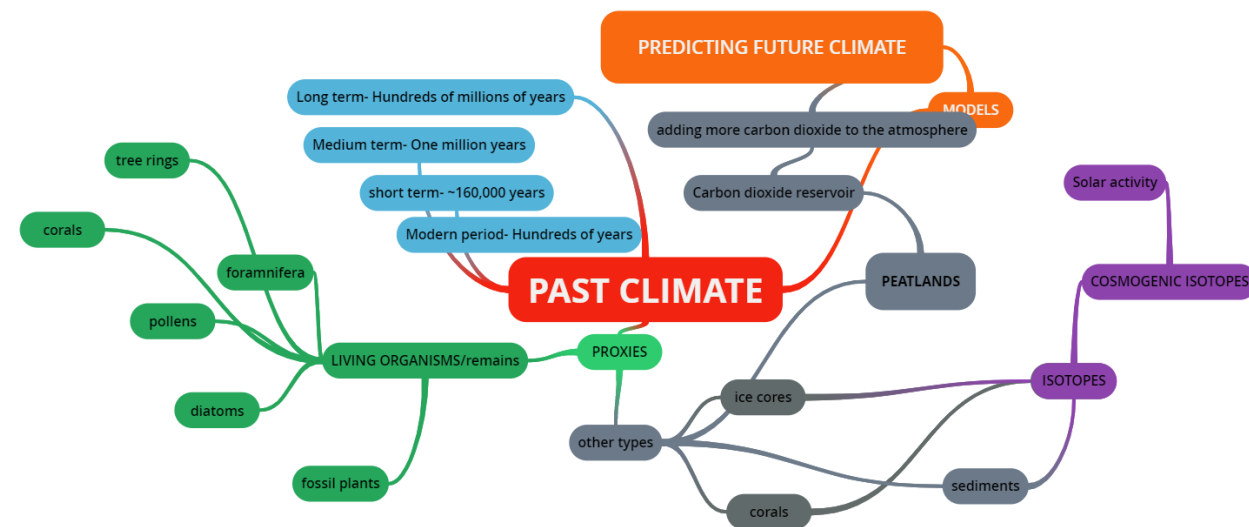 PREDICTING FUTURE CLIMATE
Long term- Hundreds of millions of years
MODELS
adding more carbon dioxide to the atmosphere
Medium term- One million years
tree rings
Solar activity
short term- ~160,000 years
Carbon dioxide reservoir
corals
Modern period- Hundreds of years
foramnifera
PEATLANDS
COSMOGENIC ISOTOPES
PAST CLIMATE
pollens
PROXIES
LIVING ORGANISMS/remains
ISOTOPES
ice cores
diatoms
other types
fossil plants
sediments
corals